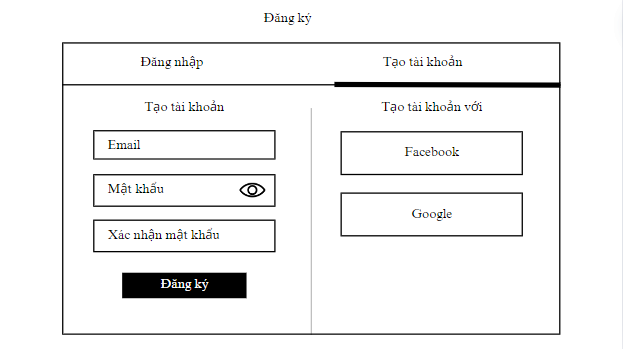 Đăng ký
Đăng nhập
Tạo tài khoản
Tạo tài khoản
Email
Mật khẩu
Xác nhận mật khẩu
Đăng ký
Tạo tài khoản với
Facebook
Google